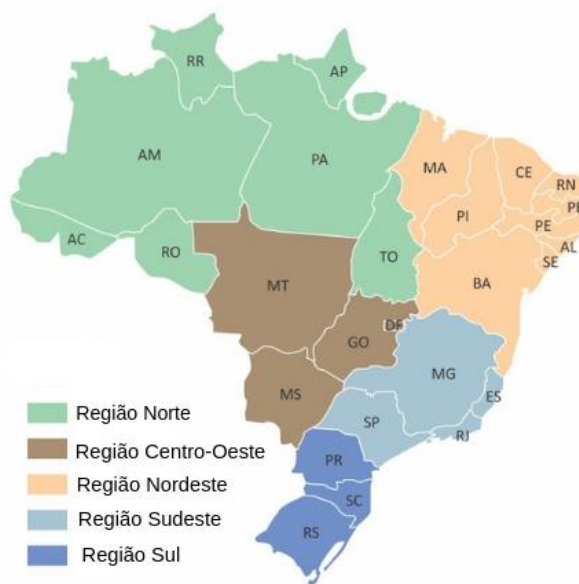 RR
AP
AM
PA
MA
CE
RN
PI
PE
AL
SE
AC
RO
TO
BA
MT
DF
GO
MG
ES
MS
SP
RJ
PR
SC
RS
Região Norte
Região Centro-Oeste
Região Nordeste
Região Sudeste
Região Sul